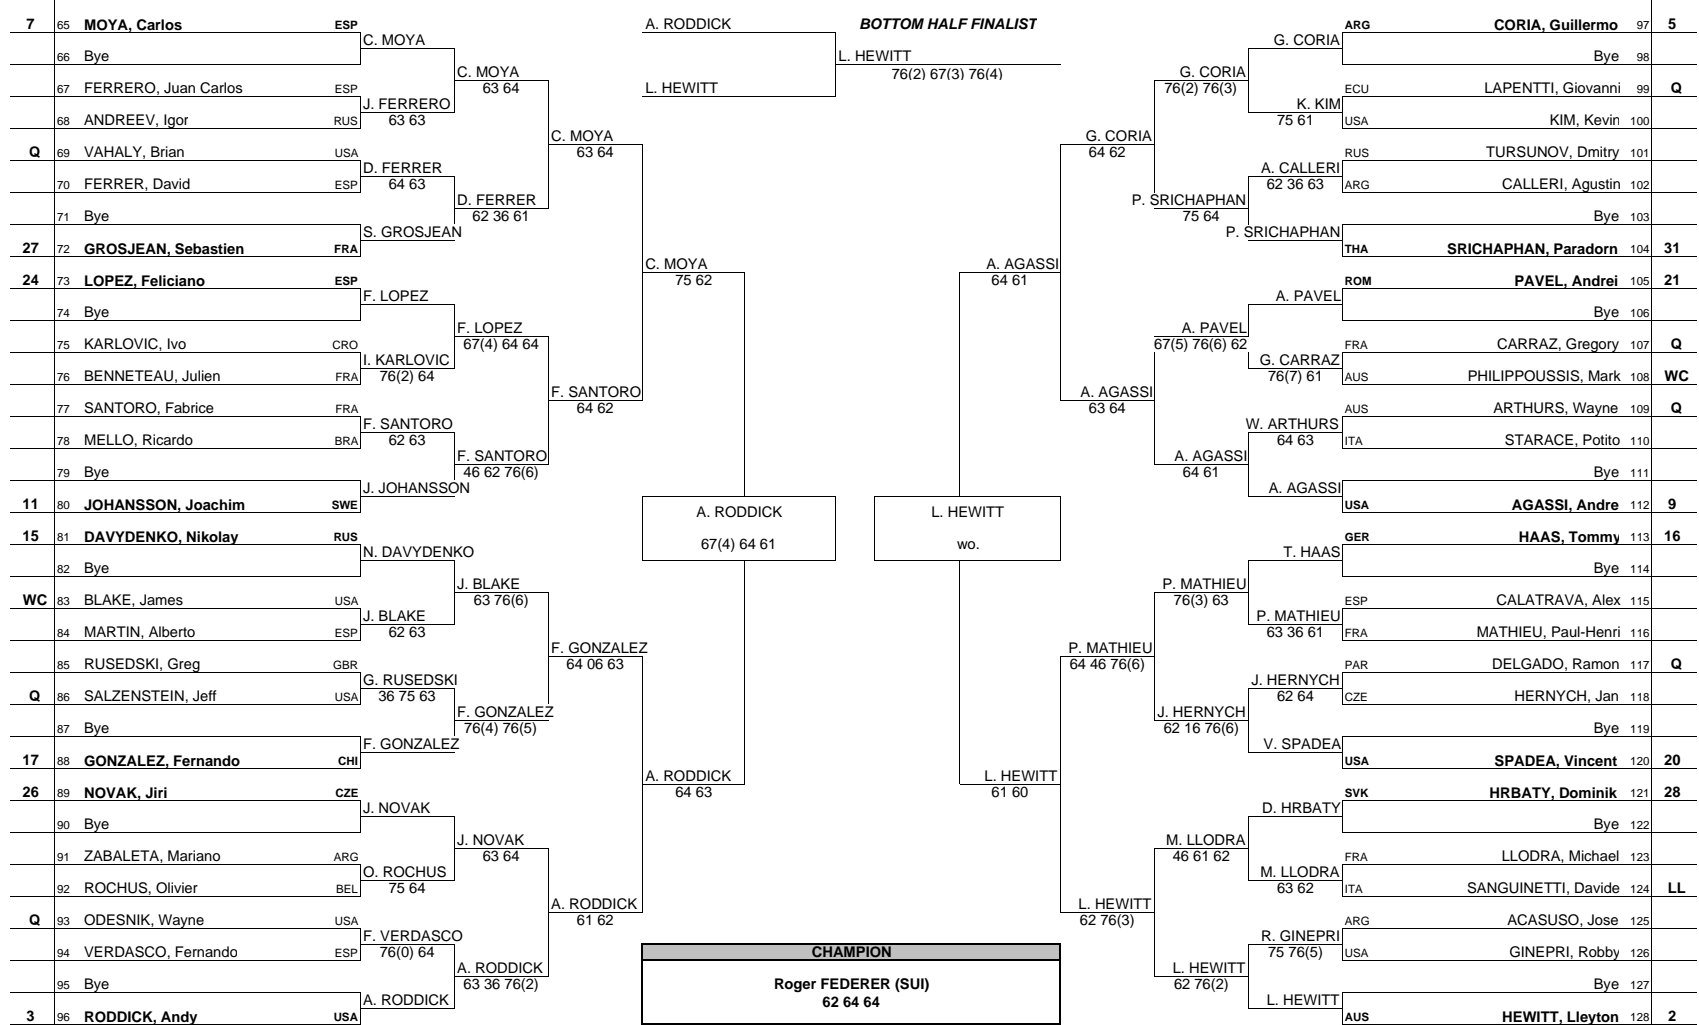 7 65 MOYA, Carlos ESP
C. MOYA
66 Bye
C. MOYA
63 64
67 FERRERO, Juan Carlos ESP
J. FERRERO
63 63
68 ANDREEV, Igor RUS
C. MOYA
63 64
Q 69 VAHALY, Brian USA
D. FERRER
64 63
70 FERRER, David ESP
D. FERRER
62 36 61
71 Bye
S. GROSJEAN
27 72 GROSJEAN, Sebastien FRA
C. MOYA
75 62
24 73 LOPEZ, Feliciano ESP
F. LOPEZ
74 Bye
F. LOPEZ
67(4) 64 64
75 KARLOVIC, Ivo CRO
I. KARLOVIC
76(2) 64
76 BENNETEAU, Julien FRA
F. SANTORO
64 62
77 SANTORO, Fabrice FRA
F. SANTORO
62 63
78 MELLO, Ricardo BRA
F. SANTORO
46 62 76(6)
79 Bye
J. JOHANSSON
11 80 JOHANSSON, Joachim SWE
A. RODDICK
67(4) 64 61
15 81 DAVYDENKO, Nikolay RUS
N. DAVYDENKO
82 Bye
J. BLAKE
63 76(6)
WC 83 BLAKE, James USA
J. BLAKE
62 63
84 MARTIN, Alberto ESP
F. GONZALEZ
64 06 63
85 RUSEDSKI, Greg GBR
G. RUSEDSKI
36 75 63
Q 86 SALZENSTEIN, Jeff USA
F. GONZALEZ
76(4) 76(5)
87 Bye
F. GONZALEZ
17 88 GONZALEZ, Fernando CHI
A. RODDICK
64 63
26 89 NOVAK, Jiri CZE
J. NOVAK
90 Bye
J. NOVAK
63 64
91 ZABALETA, Mariano ARG
O. ROCHUS
75 64
92 ROCHUS, Olivier BEL
A. RODDICK
61 62
Q 93 ODESNIK, Wayne USA
F. VERDASCO
76(0) 64
94 VERDASCO, Fernando ESP
A. RODDICK
63 36 76(2)
95 Bye
A. RODDICK
3 96 RODDICK, Andy USA
A. RODDICK
BOTTOM HALF FINALIST
L. HEWITT
76(2) 67(3) 76(4)
L. HEWITT
ARG CORIA, Guillermo 97 5
G. CORIA
Bye 98
G. CORIA
76(2) 76(3)
ECU LAPENTTI, Giovanni 99 Q
K. KIM
75 61
USA KIM, Kevin 100
G. CORIA
64 62
RUS TURSUNOV, Dmitry 101
A. CALLERI
62 36 63
ARG CALLERI, Agustin 102
P. SRICHAPHAN
75 64
Bye 103
P. SRICHAPHAN
THA SRICHAPHAN, Paradorn 104 31
A. AGASSI
64 61
ROM PAVEL, Andrei 105 21
A. PAVEL
Bye 106
A. PAVEL
67(5) 76(6) 62
FRA CARRAZ, Gregory 107 Q
G. CARRAZ
76(7) 61
AUS PHILIPPOUSSIS, Mark 108 WC
A. AGASSI
63 64
AUS ARTHURS, Wayne 109 Q
W. ARTHURS
64 63
ITA STARACE, Potito 110
A. AGASSI
64 61
Bye 111
A. AGASSI
USA AGASSI, Andre 112 9
L. HEWITT
wo.
GER HAAS, Tommy 113 16
T. HAAS
Bye 114
P. MATHIEU
76(3) 63
ESP CALATRAVA, Alex 115
P. MATHIEU
63 36 61
FRA MATHIEU, Paul-Henri 116
P. MATHIEU
64 46 76(6)
PAR DELGADO, Ramon 117 Q
J. HERNYCH
62 64
CZE HERNYCH, Jan 118
J. HERNYCH
62 16 76(6)
Bye 119
V. SPADEA
USA SPADEA, Vincent 120 20
L. HEWITT
61 60
SVK HRBATY, Dominik 121 28
D. HRBATY
Bye 122
M. LLODRA
46 61 62
FRA LLODRA, Michael 123
M. LLODRA
63 62
ITA SANGUINETTI, Davide 124 LL
L. HEWITT
62 76(3)
ARG ACASUSO, Jose 125
R. GINEPRI
75 76(5)
USA GINEPRI, Robby 126
L. HEWITT
62 76(2)
Bye 127
L. HEWITT
AUS HEWITT, Lleyton 128 2
CHAMPION
Roger FEDERER (SUI)
62 64 64